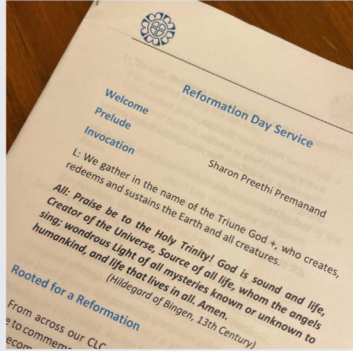 Reformation Day Service
Welcome
Prelude
Invocation
Sharon Preethi Premanand
L: We gather in the name of the Triune God +, who creates,
redeems and sustains the Earth and all creatures.
All: Praise be to the Holy Trinity! God is sound and life,
Creator of the Universe, Source of all life, whom the angels
sing; wondrous Light of all mysteries known or unknown to
humankind, and life that lives in all. Amen.
(Hildegard of Bingen, 13th Century)
Rooted for a Reformation
From across our CLC
to commem